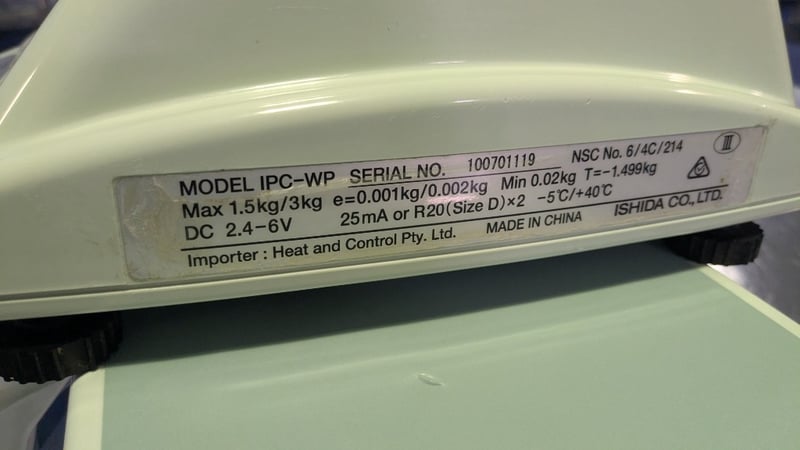 MODEL IPC-WP SERIAL NO. 100701119 NSC No. 6/4C/214 III
Max 1.5kg/3kg e=0.001kg/0.002kg Min 0.02kg T=-1.499kg
DC 2.4-6V 25mA or R20(Size D)×2 -5℃/+40℃
Importer : Heat and Control Pty. Ltd. MADE IN CHINA ISHIDA CO., LTD.